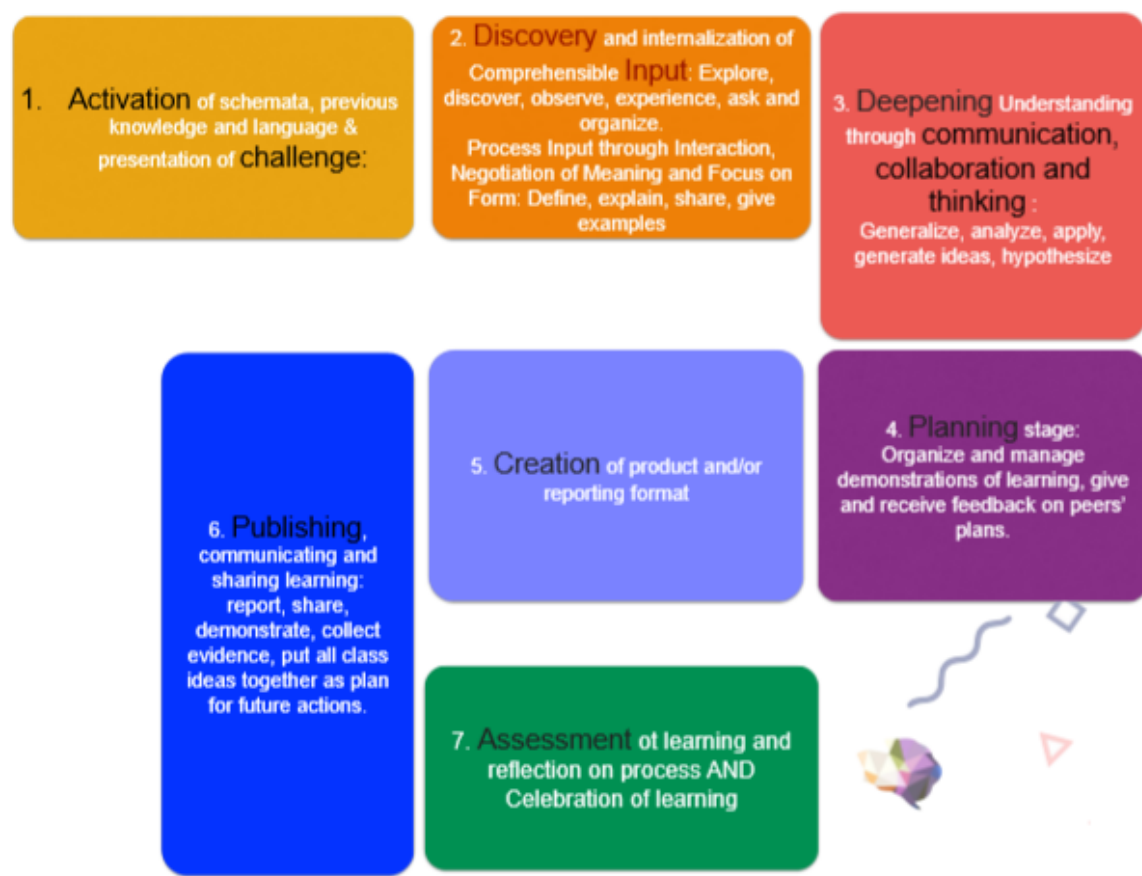 1. Activation of schemata, previous
knowledge and language &
presentation of challenge:
2. Discovery and internalization of
Comprehensible Input: Explore,
discover, observe, experience, ask and
organize.
Process Input through Interaction,
Negotiation of Meaning and Focus on
Form: Define, explain, share, give
examples
3. Deepening Understanding
through communication,
collaboration and
thinking :
Generalize, analyze, apply,
generate ideas, hypothesize
4. Planning stage:
Organize and manage
demonstrations of learning, give
and receive feedback on peers'
plans.
5. Creation of product and/or
reporting format
6. Publishing,
communicating and
sharing learning:
report, share,
demonstrate, collect
evidence, put all class
ideas together as plan
for future actions.
7. Assessment ot learning and
reflection on process AND
Celebration of learning